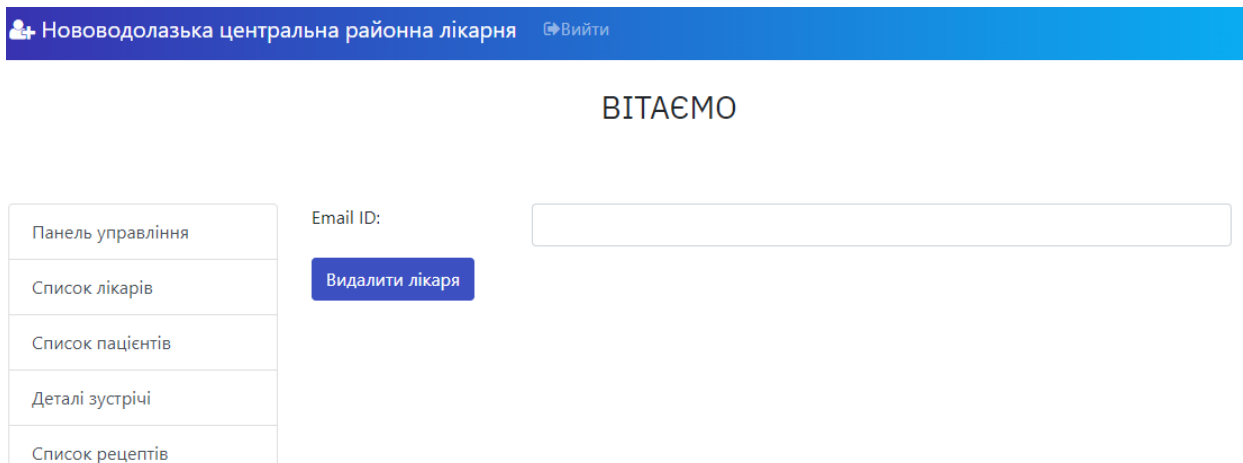 Нововодолазька центральна районна лікарня Вийти
ВІТАЄМО
Панель управління
Список лікарів
Список пацієнтів
Деталі зустрічі
Список рецептів
Email ID:
Видалити лікаря